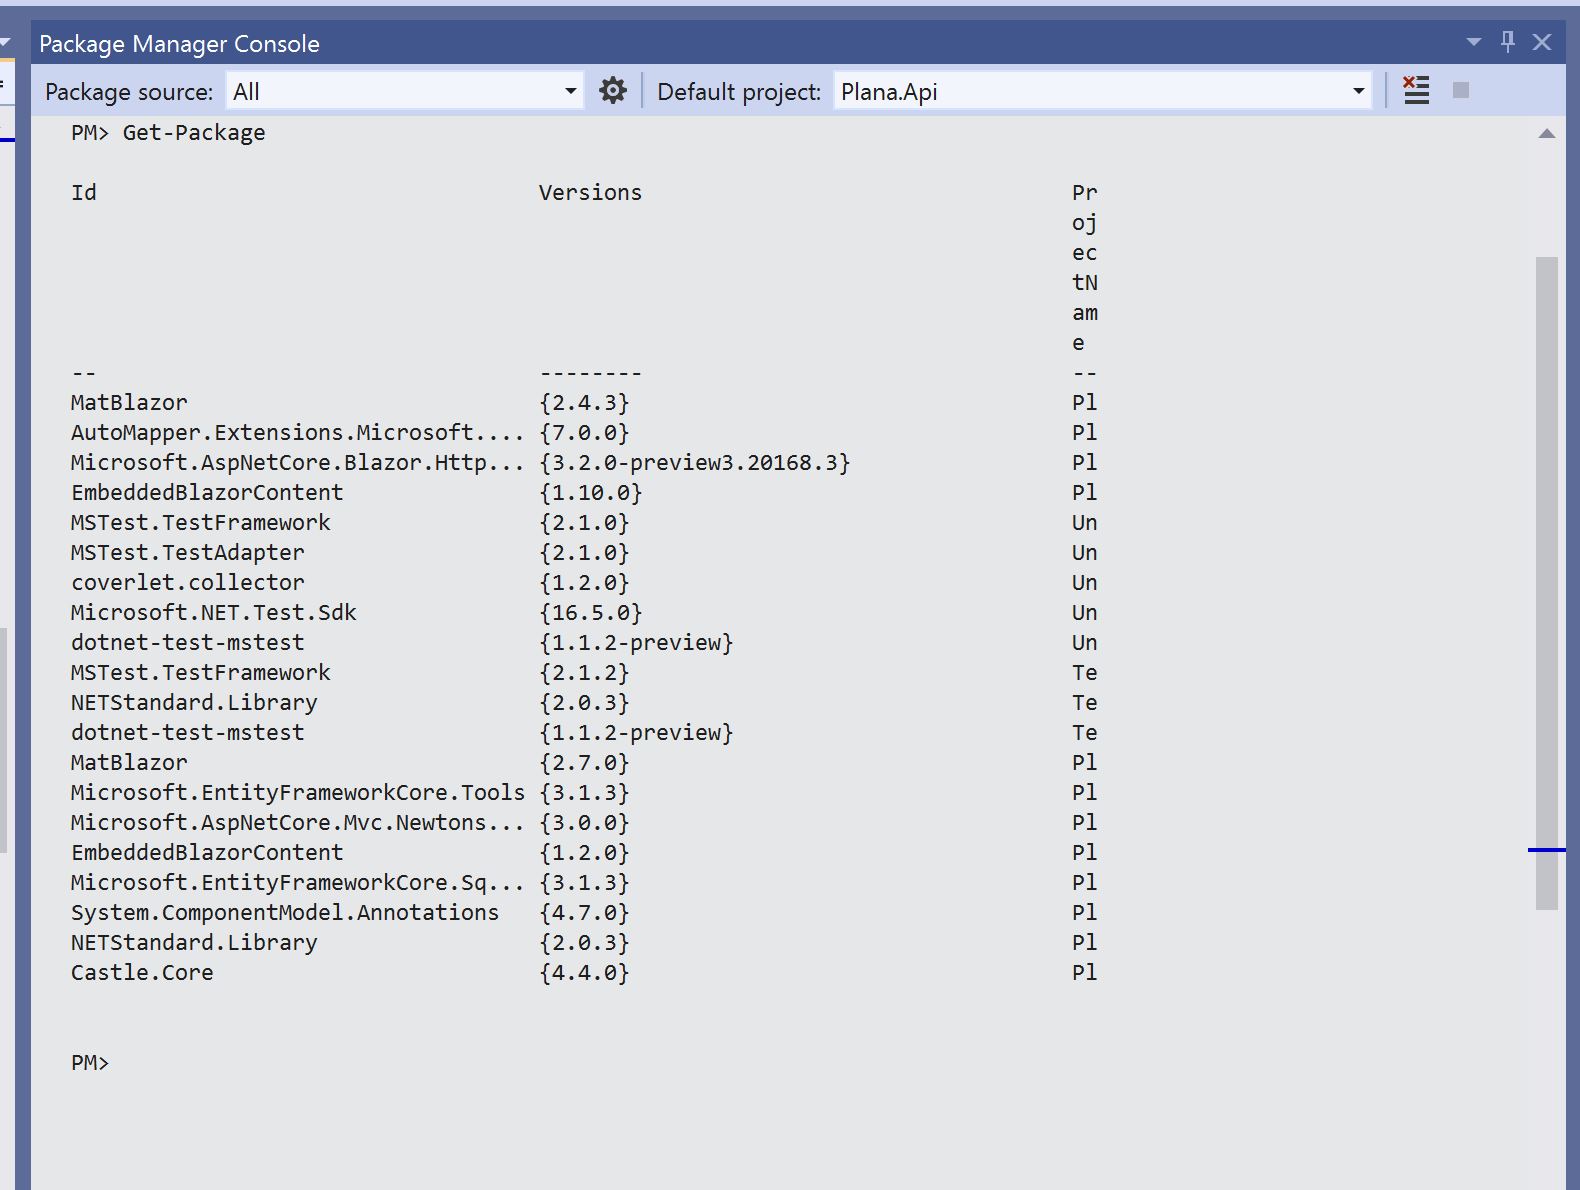 Package Manager Console
Package source: All Default project: Plana.Api
PM> Get-Package
Id Versions Pr
oj
ec
tN
am
e
-- -------- --
MatBlazor {2.4.3} Pl
AutoMapper.Extensions.Microsoft.... {7.0.0} Pl
Microsoft.AspNetCore.Blazor.Http... {3.2.0-preview3.20168.3} Pl
EmbeddedBlazorContent {1.10.0} Pl
MSTest.TestFramework {2.1.0} Un
MSTest.TestAdapter {2.1.0} Un
coverlet.collector {1.2.0} Un
Microsoft.NET.Test.Sdk {16.5.0} Un
dotnet-test-mstest {1.1.2-preview} Un
MSTest.TestFramework {2.1.2} Te
NETStandard.Library {2.0.3} Te
dotnet-test-mstest {1.1.2-preview} Te
MatBlazor {2.7.0} Pl
Microsoft.EntityFrameworkCore.Tools {3.1.3} Pl
Microsoft.AspNetCore.Mvc.Newtons... {3.0.0} Pl
EmbeddedBlazorContent {1.2.0} Pl
Microsoft.EntityFrameworkCore.Sq... {3.1.3} Pl
System.ComponentModel.Annotations {4.7.0} Pl
NETStandard.Library {2.0.3} Pl
Castle.Core {4.4.0} Pl
PM>